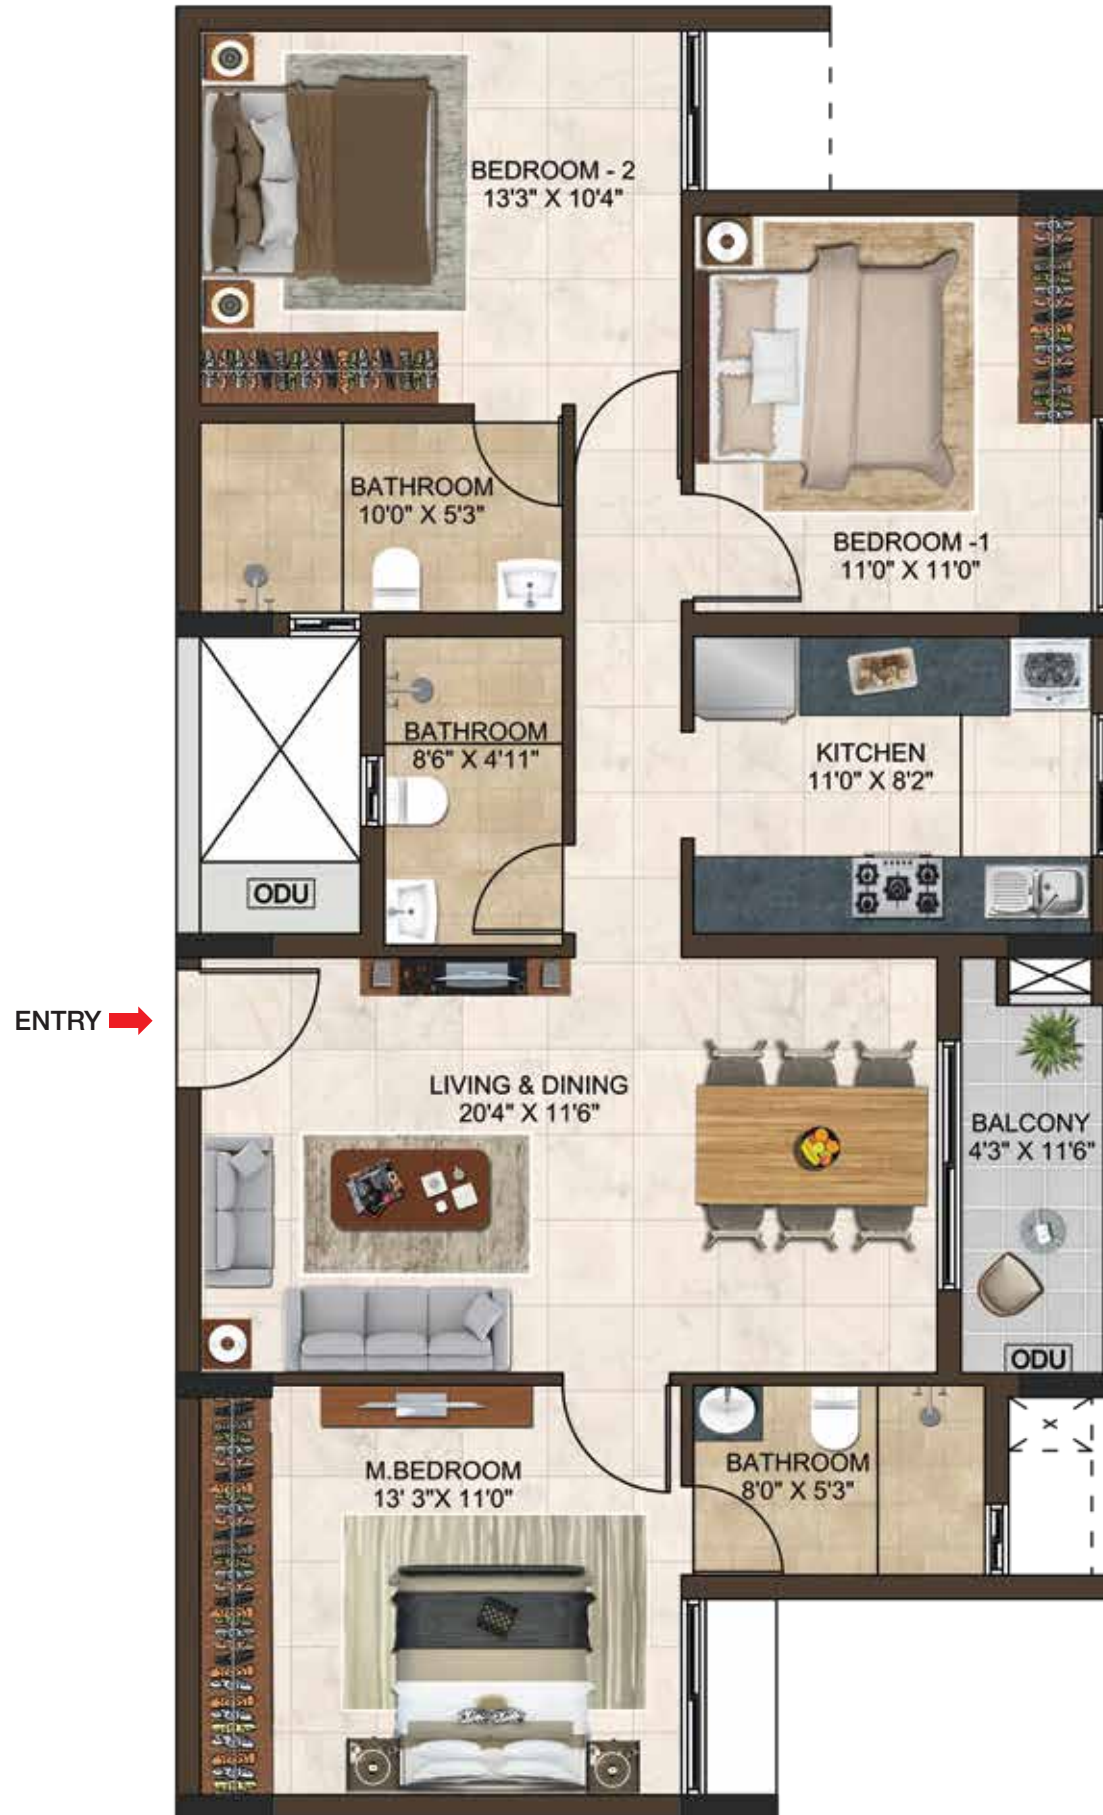 BEDROOM - 2
13'3" X 10'4"
BATHROOM
10'0" X 5'3"
BEDROOM -1
11'0" X 11'0"
BATHROOM
8'6" X 4'11"
KITCHEN
11'0" X 8'2"
ODU
ENTRY
LIVING & DINING
20'4" X 11'6"
BALCONY
4'3" X 11'6"
ODU
M.BEDROOM
13' 3"X 11'0"
BATHROOM
8'0" X 5'3"
x